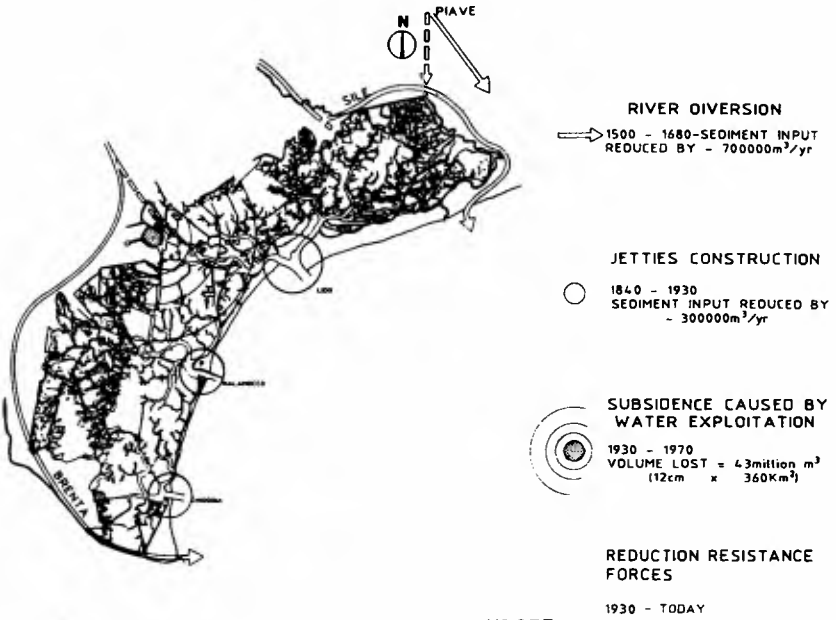 N
PIAVE
SILE
LIDO
MALAMOCCO
BRENTA
RIVER DIVERSION
1500 - 1680-SEDIMENT INPUT
REDUCED BY ~ 700000m³/yr
JETTIES CONSTRUCTION
1840 - 1930
SEDIMENT INPUT REDUCED BY
~ 300000m³/yr
SUBSIDENCE CAUSED BY
WATER EXPLOITATION
1930 - 1970
VOLUME LOST = 43million m³
(12cm x 360Km²)
REDUCTION RESISTANCE
FORCES
1930 - TODAY